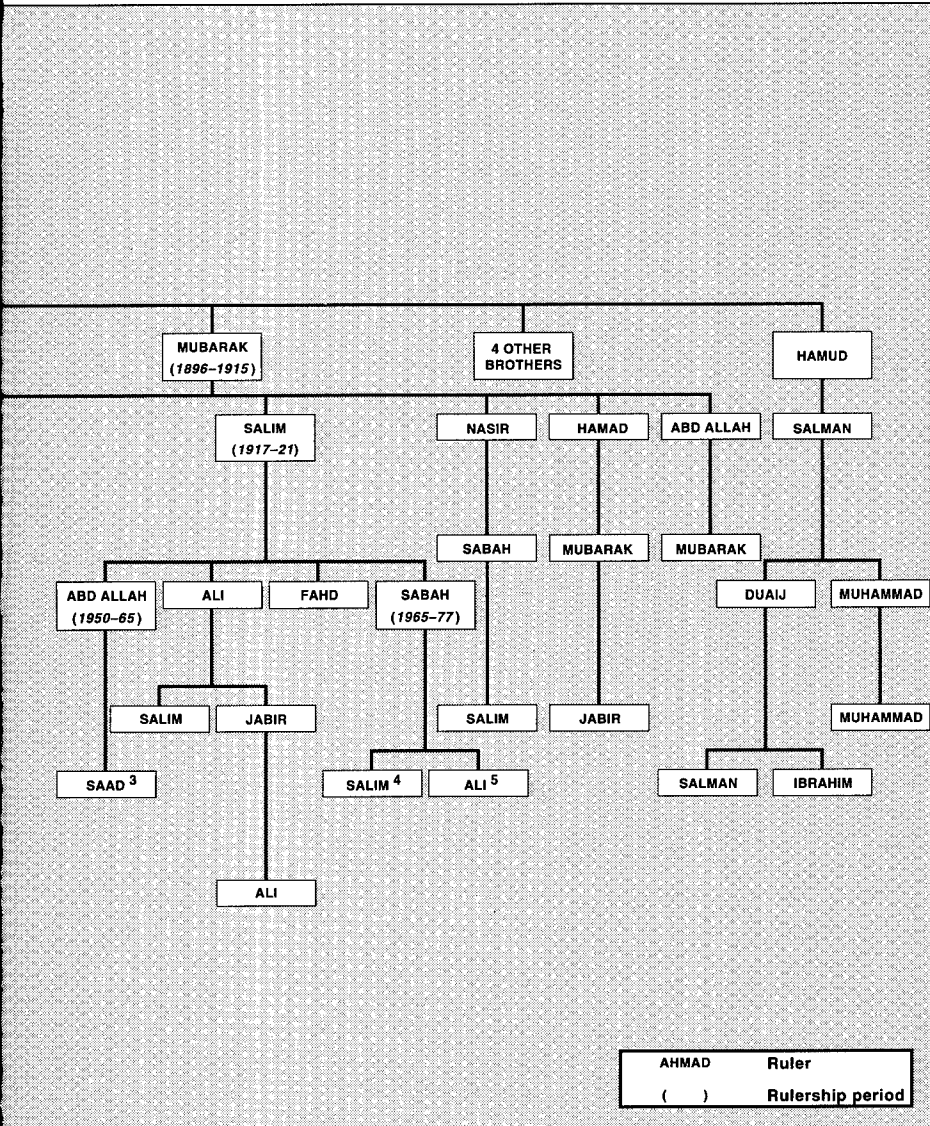 MUBARAK
(1896–1915)
4 OTHER
BROTHERS
HAMUD
SALIM
(1917–21)
NASIR
HAMAD
ABD ALLAH
SALMAN
SABAH
MUBARAK
MUBARAK
ABD ALLAH
(1950–65)
ALI
FAHD
SABAH
(1965–77)
DUAIJ
MUHAMMAD
SALIM
JABIR
SALIM
JABIR
MUHAMMAD
SAAD 3
SALIM 4
ALI 5
SALMAN
IBRAHIM
ALI
AHMAD Ruler
( ) Rulership period